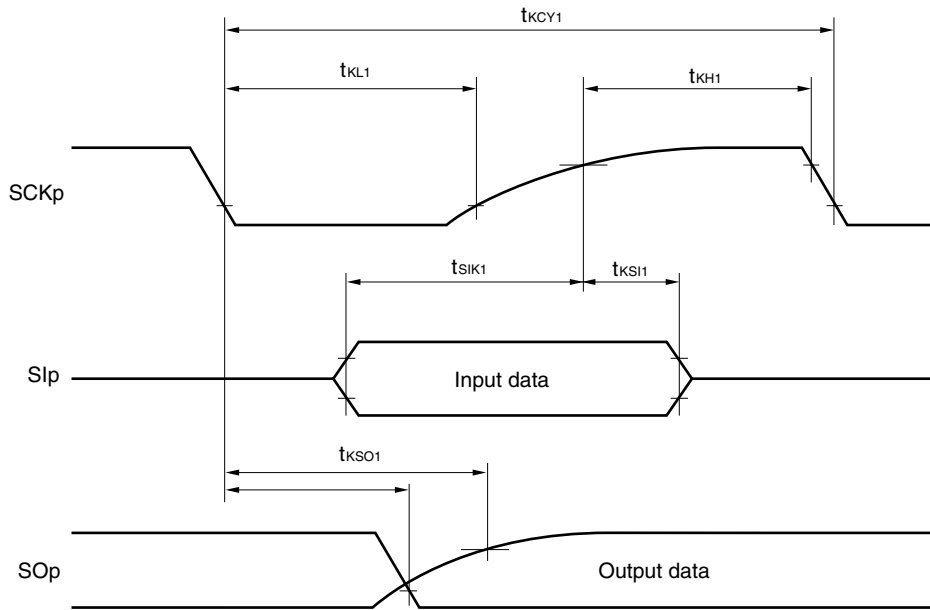 tKCY1
tKL1
tKH1
SCKp
tSIK1
tKSI1
SIp
Input data
tKSO1
SOp
Output data